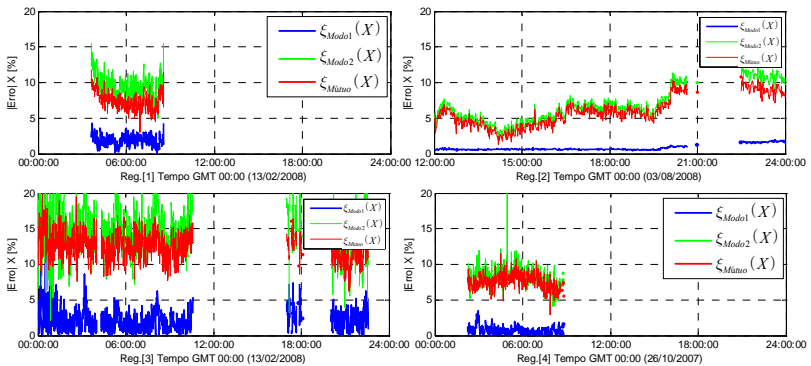 |Erro| X [%]
20
15
10
5
0
00:00:00 06:00:00 12:00:00 18:00:00 24:00:00
Reg.[1] Tempo GMT 00:00 (13/02/2008)
ξModo1(X)
ξModo2(X)
ξMútuo(X)
|Erro| X [%]
20
15
10
5
0
12:00:00 15:00:00 18:00:00 21:00:00 24:00:00
Reg.[2] Tempo GMT 00:00 (03/08/2008)
ξModo1(X)
ξModo2(X)
ξMútuo(X)
|Erro| X [%]
20
15
10
5
0
00:00:00 06:00:00 12:00:00 18:00:00 24:00:00
Reg.[3] Tempo GMT 00:00 (13/02/2008)
ξModo1(X)
ξModo2(X)
ξMútuo(X)
|Erro| X [%]
20
15
10
5
0
00:00:00 06:00:00 12:00:00 18:00:00 24:00:00
Reg.[4] Tempo GMT 00:00 (26/10/2007)
ξModo1(X)
ξModo2(X)
ξMútuo(X)